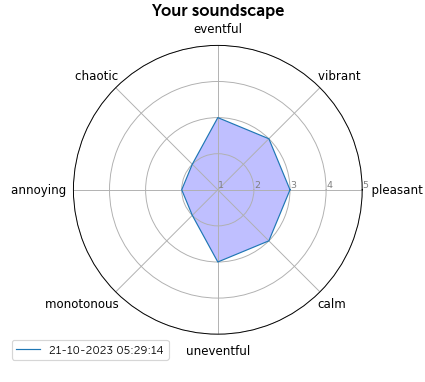 Your soundscape
eventful
chaotic
vibrant
annoying
1 2 3 4 5
pleasant
monotonous
calm
uneventful
21-10-2023 05:29:14